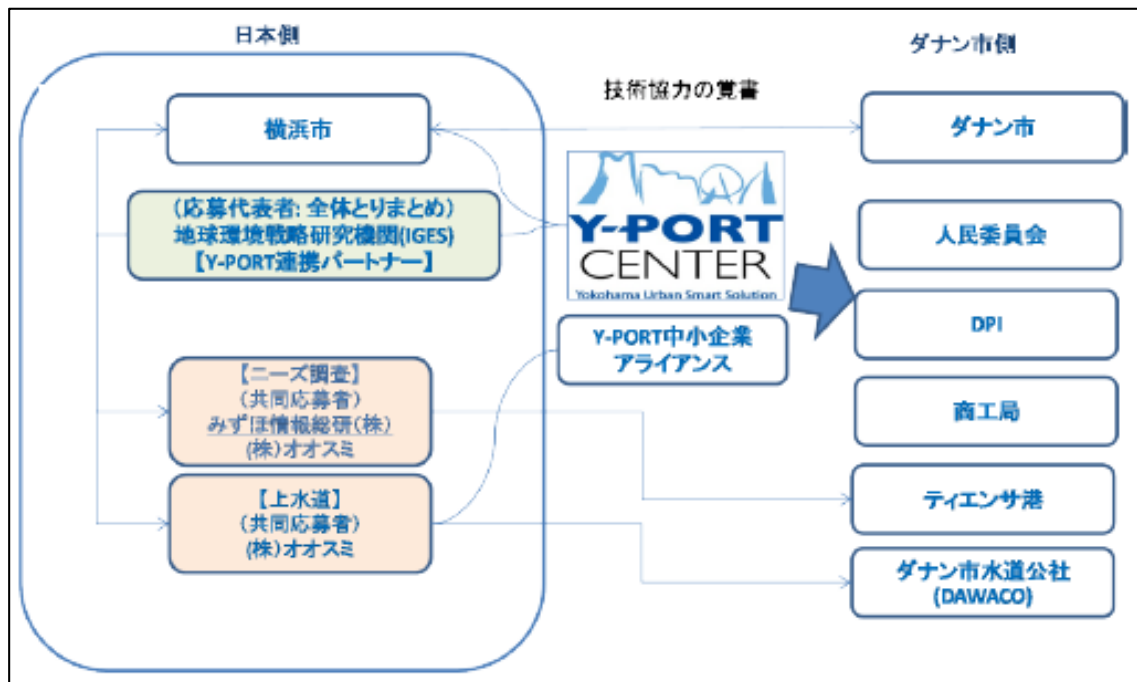 日本側
ダナン市側
技術協力の覚書
横浜市
ダナン市
(応募代表者: 全体とりまとめ)
地球環境戦略研究機関(IGES)
【Y-PORT連携パートナー】
Y-PORT
CENTER
Yokohama Urban Smart Solution
人民委員会
DPI
Y-PORT中小企業
アライアンス
【ニーズ調査】
(共同応募者)
みずほ情報総研(株)
(株)オオスミ
商工局
【上水道】
(共同応募者)
(株)オオスミ
ティエンサ港
ダナン市水道公社
(DAWACO)